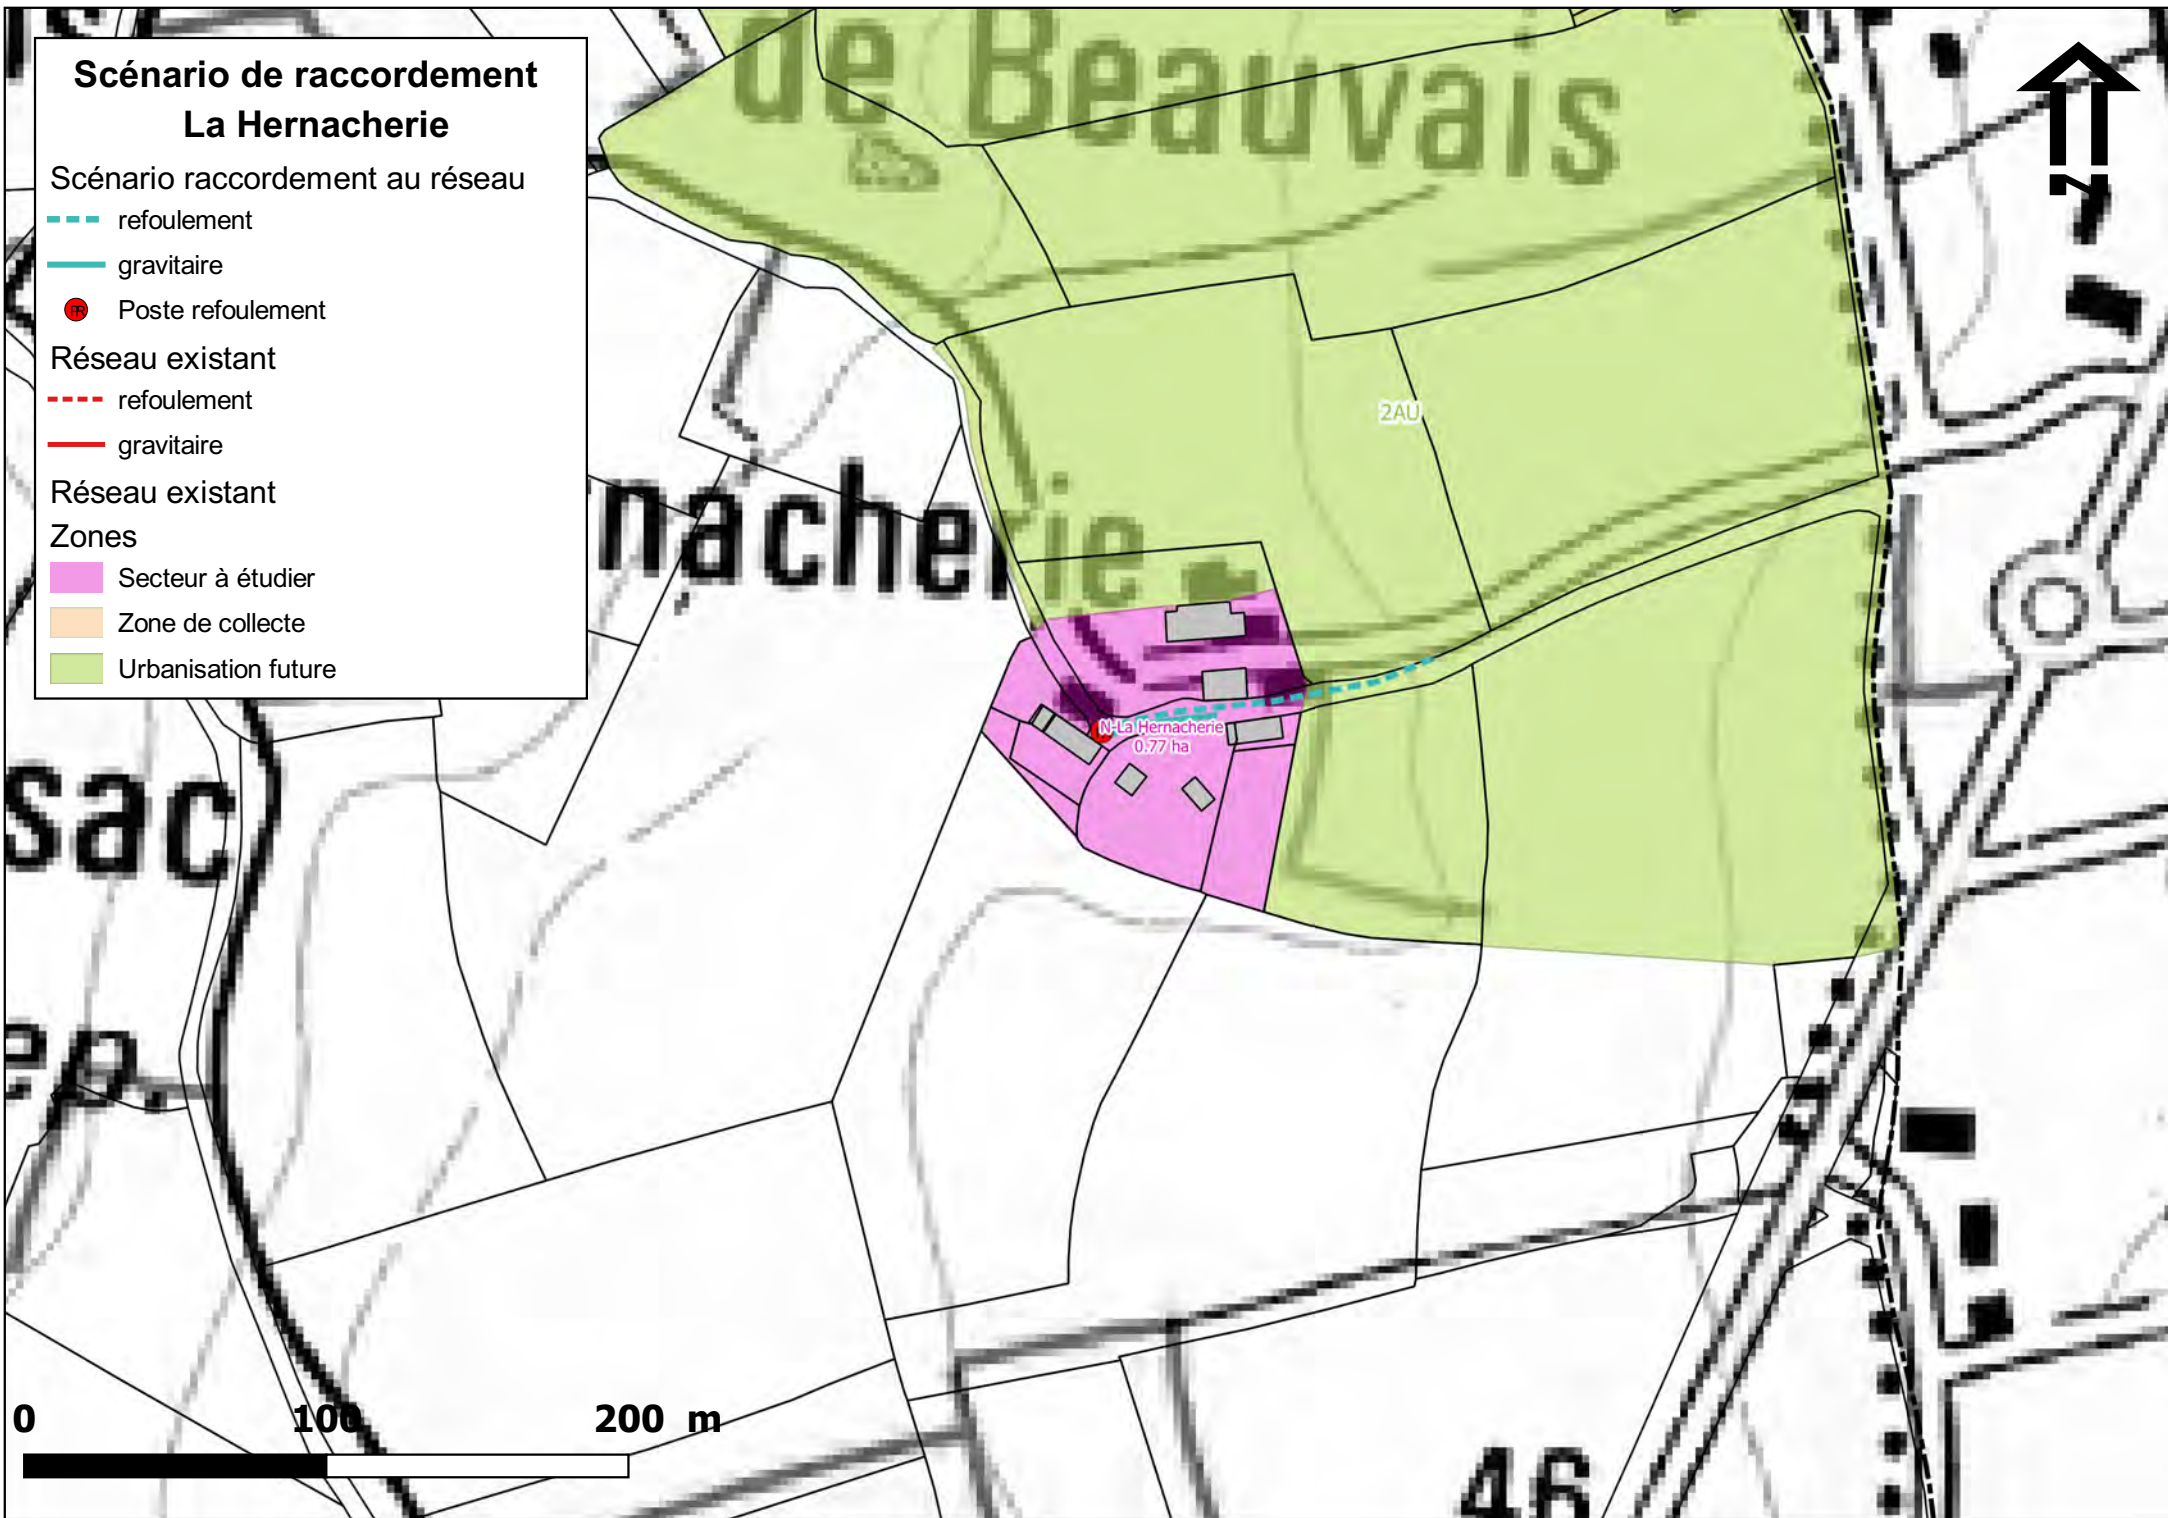 Scénario de raccordement
La Hernacherie
Scénario raccordement au réseau
refoulement
gravitaire
PR
Poste refoulement
Réseau existant
refoulement
gravitaire
Réseau existant
Zones
Secteur à étudier
Zone de collecte
Urbanisation future
de Beauvais
N
2AU
nacherie
N-La Hernacherie
0.77 ha
sac
ep.
0 100 200 m
46